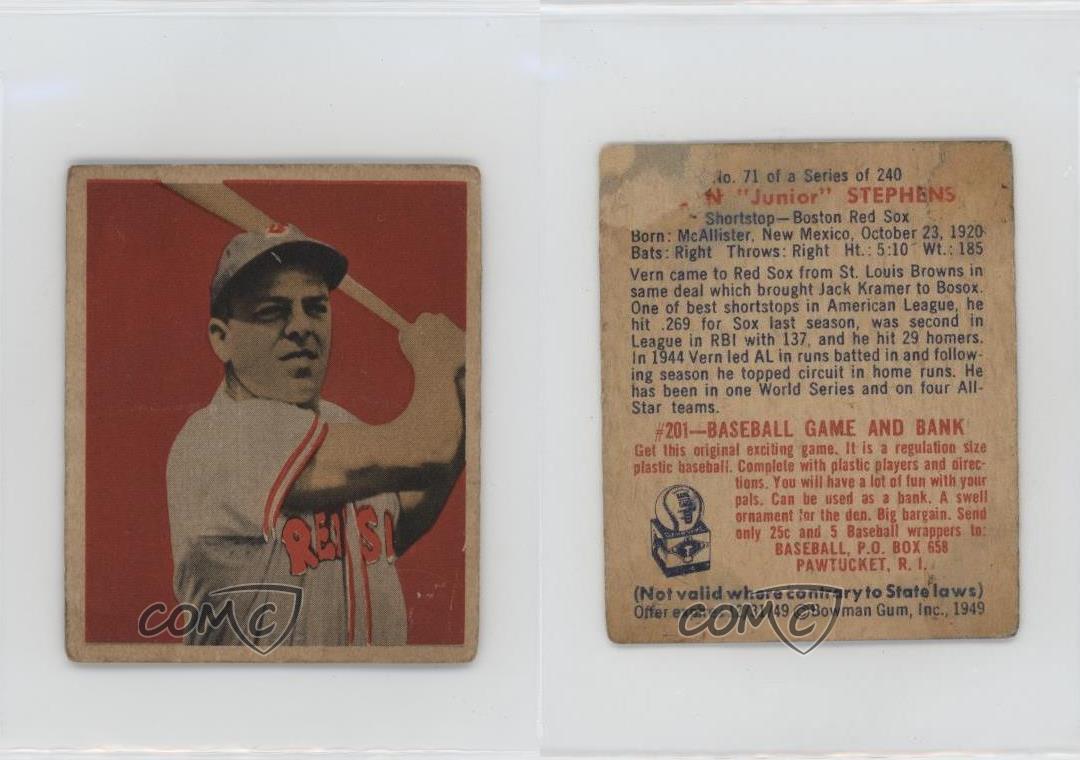 RED S
COMC
No. 71 of a Series of 240
N "Junior" STEPHENS
Shortstop—Boston Red Sox
Born: McAllister, New Mexico, October 23, 1920
Bats: Right Throws: Right Ht.: 5:10 Wt.: 185
Vern came to Red Sox from St. Louis Browns in
same deal which brought Jack Kramer to Bosox.
One of best shortstops in American League, he
hit .269 for Sox last season, was second in
League in RBI with 137, and he hit 29 homers.
In 1944 Vern led AL in runs batted in and follow-
ing season he topped circuit in home runs. He
has been in one World Series and on four All-
Star teams.
#201—BASEBALL GAME AND BANK
Get this original exciting game. It is a regulation size
plastic baseball. Complete with plastic players and direc-
tions. You will have a lot of fun with your
pals. Can be used as a bank. A swell
ornament for the den. Big bargain. Send
only 25c and 5 Baseball wrappers to:
BASEBALL, P.O. BOX 658
PAWTUCKET, R. I.
(Not valid where contrary to State laws)
Offer expires 12/31/49 ©Bowman Gum, Inc., 1949
COMC